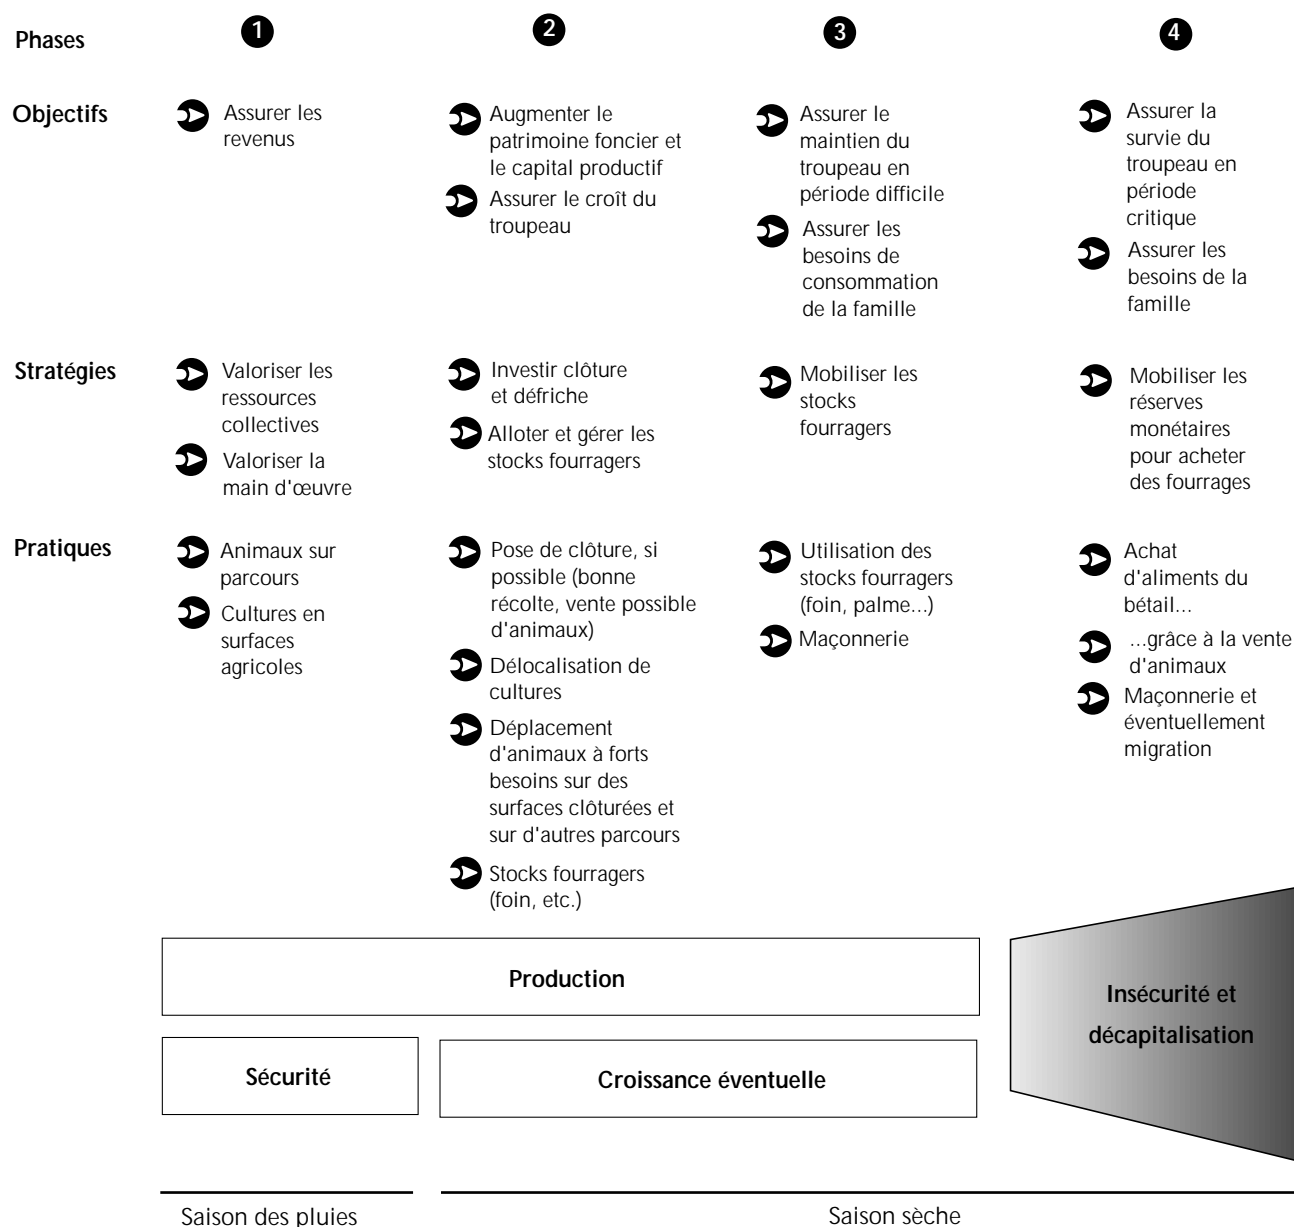 Phases
1
2
3
4
Objectifs
Assurer les
revenus
Augmenter le
patrimoine foncier et
le capital productif
Assurer le croît du
troupeau
Assurer le
maintien du
troupeau en
période difficile
Assurer les
besoins de
consommation
de la famille
Assurer la
survie du
troupeau en
période
critique
Assurer les
besoins de la
famille
Stratégies
Valoriser les
ressources
collectives
Valoriser la
main d'œuvre
Investir clôture
et défriche
Alloter et gérer les
stocks fourragers
Mobiliser les
stocks
fourragers
Mobiliser les
réserves
monétaires
pour acheter
des fourrages
Pratiques
Animaux sur
parcours
Cultures en
surfaces
agricoles
Pose de clôture, si
possible (bonne
récolte, vente possible
d'animaux)
Délocalisation de
cultures
Déplacement
d'animaux à forts
besoins sur des
surfaces clôturées et
sur d'autres parcours
Stocks fourragers
(foin, etc.)
Utilisation des
stocks fourragers
(foin, palme...)
Maçonnerie
Achat
d'aliments du
bétail...
...grâce à la vente
d'animaux
Maçonnerie et
éventuellement
migration
Production
Insécurité et
décapitalisation
Sécurité
Croissance éventuelle
Saison des pluies
Saison sèche